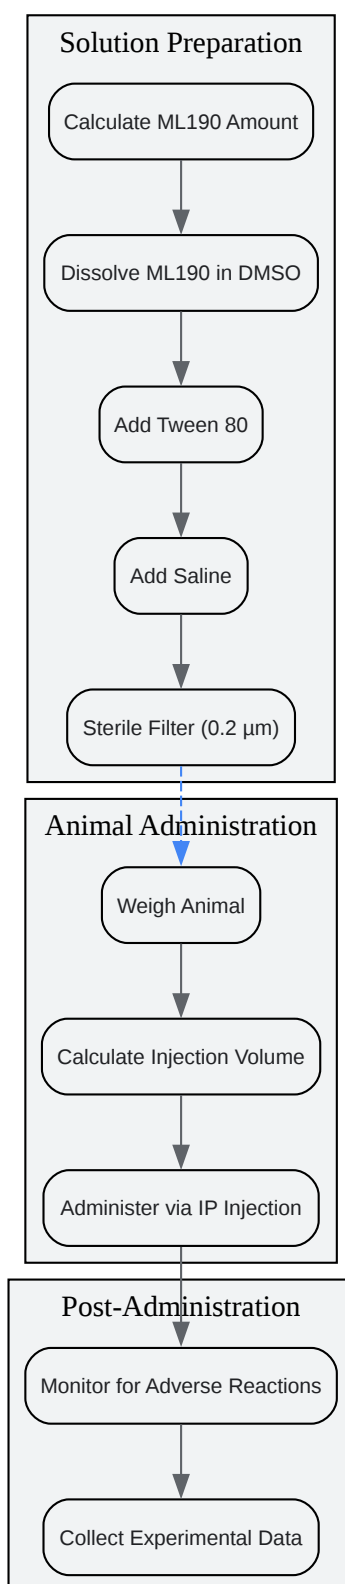 Solution Preparation
Calculate ML190 Amount
Dissolve ML190 in DMSO
Add Tween 80
Add Saline
Sterile Filter (0.2 µm)
Animal Administration
Weigh Animal
Calculate Injection Volume
Administer via IP Injection
Post-Administration
Monitor for Adverse Reactions
Collect Experimental Data